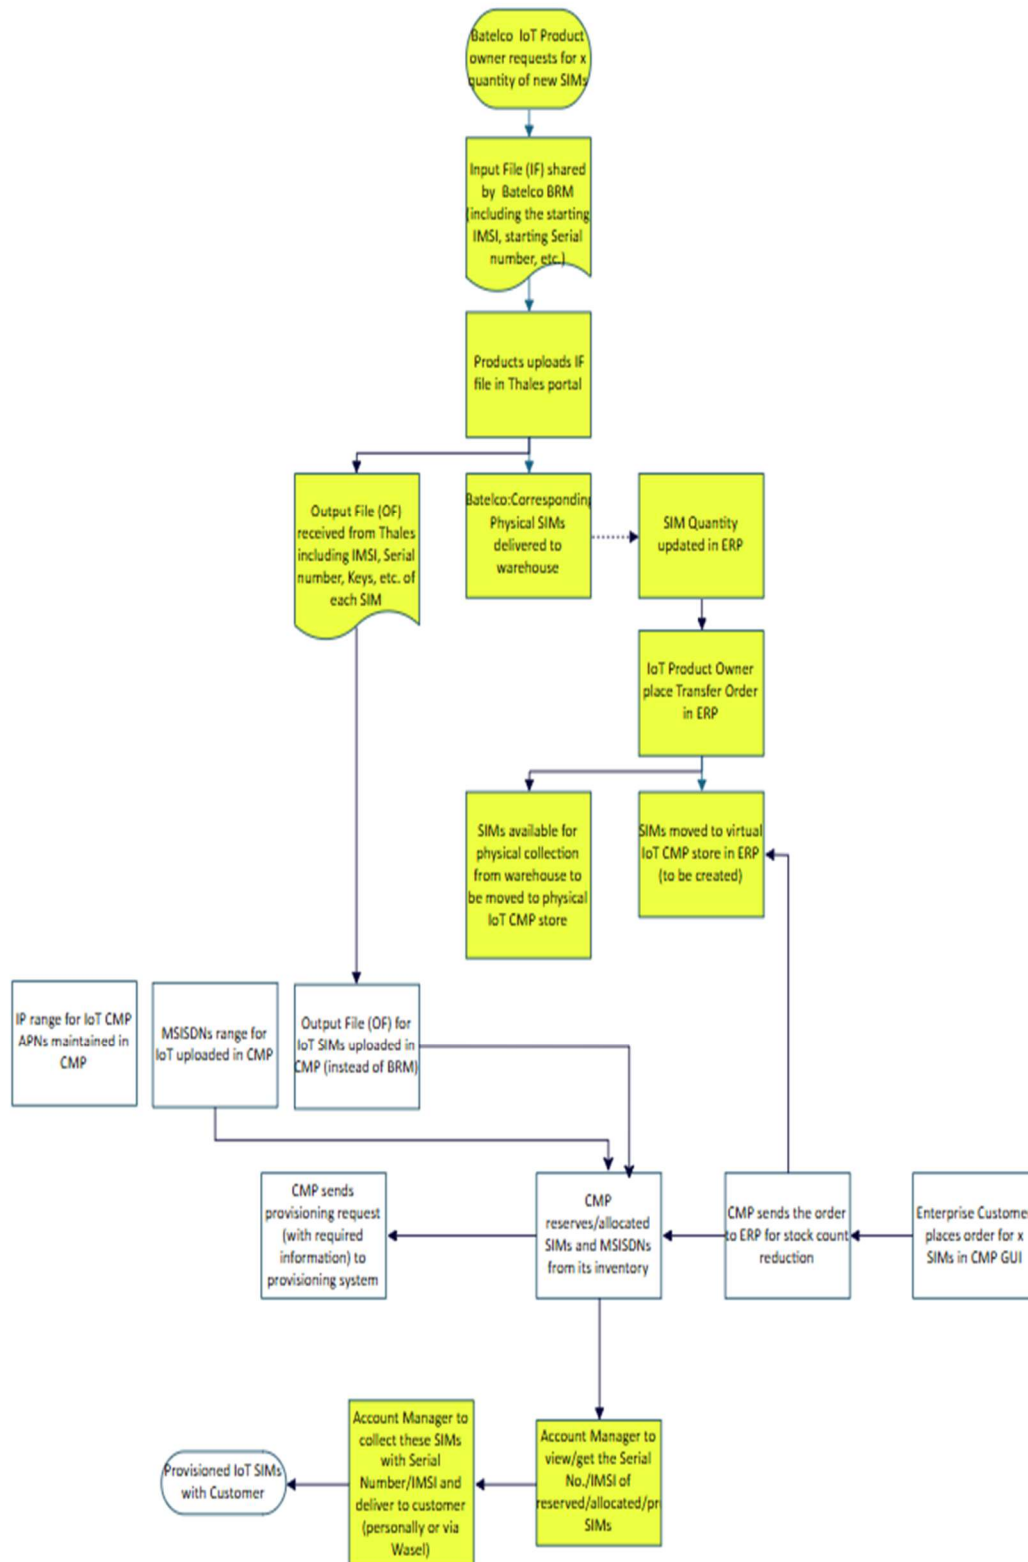 Batelco IoT Product
owner requests for x
quantity of new SIMs
Input File (IF) shared
by Batelco BRM
(including the starting
IMSI, starting Serial
number, etc.)
Products uploads IF
file in Thales portal
Output File (OF)
received from Thales
including IMSI, Serial
number, Keys, etc. of
each SIM
Batelco:Corresponding
Physical SIMs
delivered to
warehouse
SIM Quantity
updated in ERP
IoT Product Owner
place Transfer Order
in ERP
SIMs available for
physical collection
from warehouse to
be moved to physical
IoT CMP store
SIMs moved to virtual
IoT CMP store in ERP
(to be created)
IP range for IoT CMP
APNs maintained in
CMP
MSISDNs range for
IoT uploaded in CMP
Output File (OF) for
IoT SIMs uploaded in
CMP (instead of BRM)
CMP sends
provisioning request
(with required
information) to
provisioning system
CMP
reserves/allocated
SIMs and MSISDNs
from its inventory
CMP sends the order
to ERP for stock count
reduction
Enterprise Custome
places order for x
SIMs in CMP GUI
Provisioned IoT SIMs
with Customer
Account Manager to
collect these SIMs
with Serial
Number/IMSI and
deliver to customer
(personally or via
Wasel)
Account Manager to
view/get the Serial
No./IMSI of
reserved/allocated/pr
SIMs